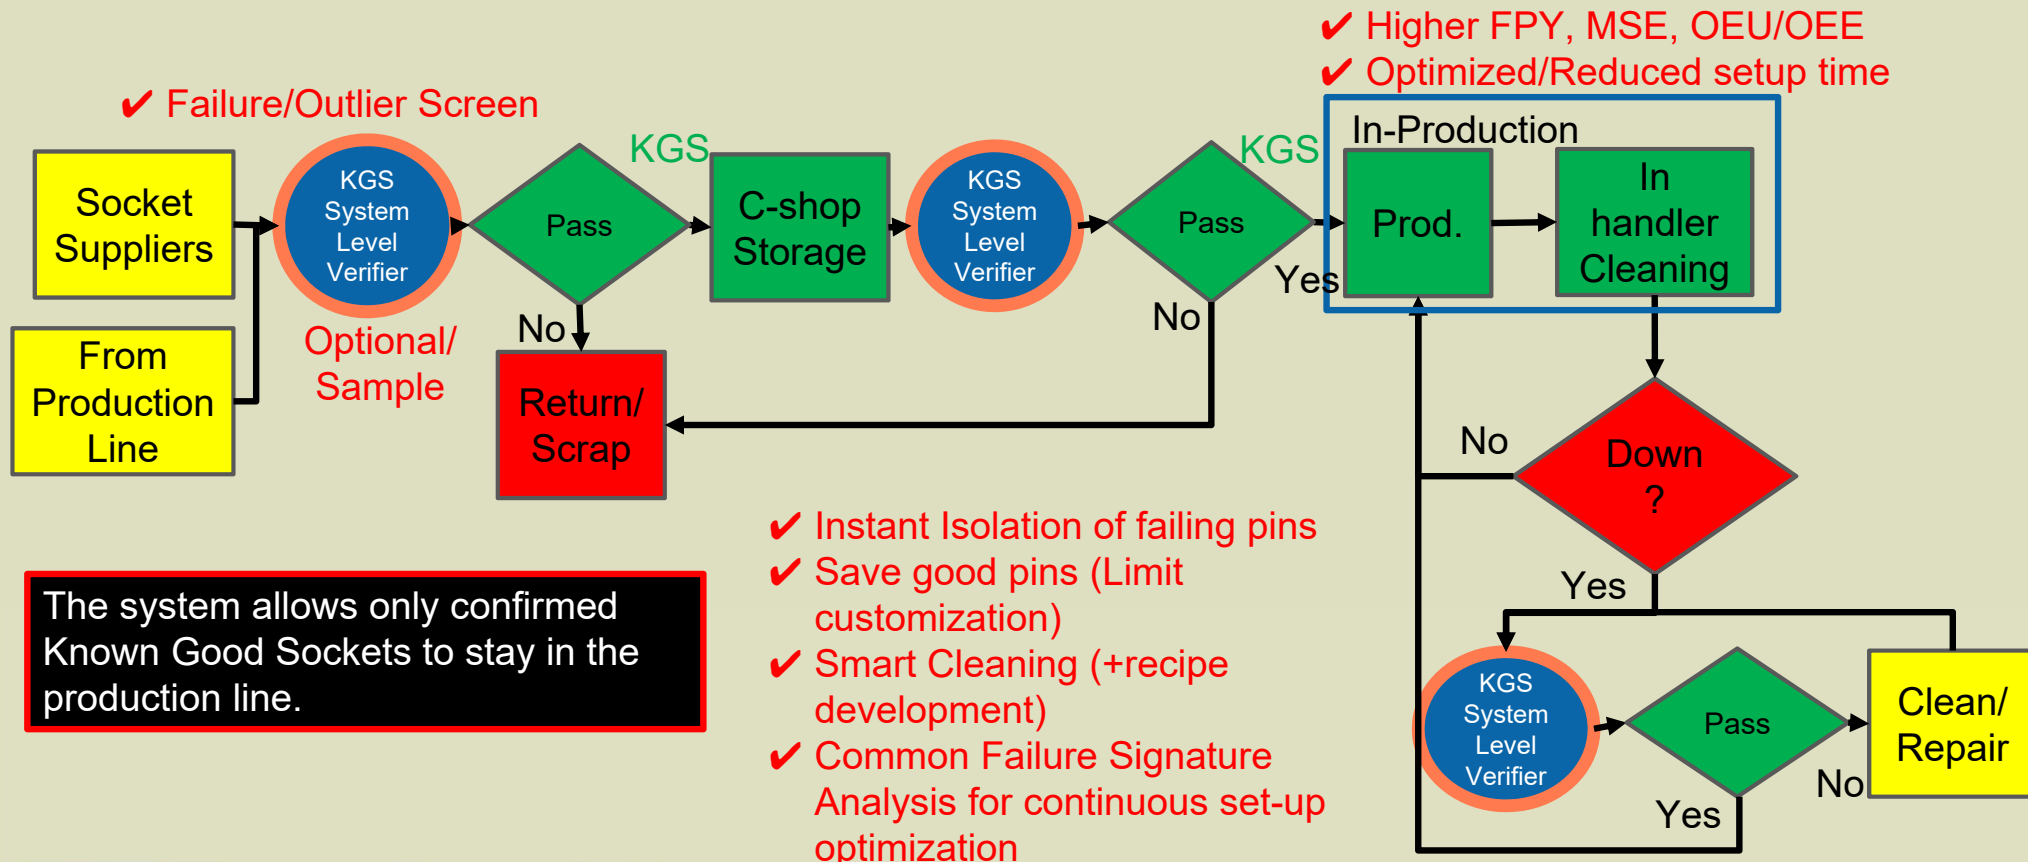 ✔ Higher FPY, MSE, OEU/OEE
✔ Optimized/Reduced setup time
✔ Failure/Outlier Screen
In-Production
Socket
Suppliers
From
Production
Line
KGS
System
Level
Verifier
Optional/
Sample
Pass
KGS
No
Return/
Scrap
C-shop
Storage
KGS
System
Level
Verifier
Pass
KGS
Yes
No
Prod.
In
handler
Cleaning
Down
?
No
Yes
KGS
System
Level
Verifier
Pass
Yes
No
Clean/
Repair
✔ Instant Isolation of failing pins
✔ Save good pins (Limit
customization)
✔ Smart Cleaning (+recipe
development)
✔ Common Failure Signature
Analysis for continuous set-up
optimization
The system allows only confirmed
Known Good Sockets to stay in the
production line.